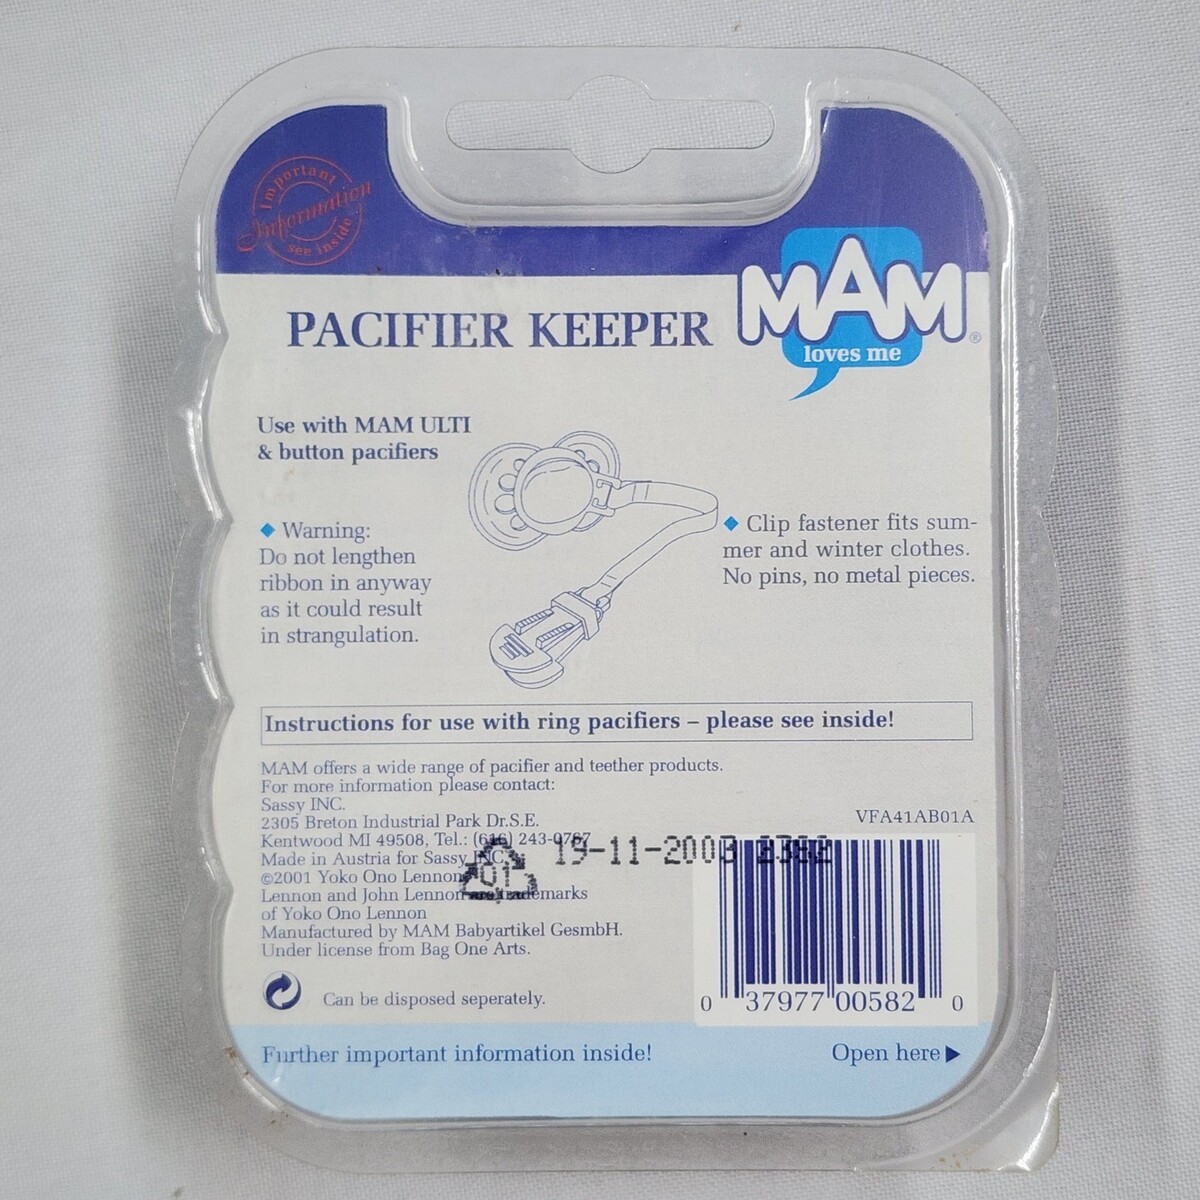 Important
Information
see inside
MAM
loves me
®
PACIFIER KEEPER
Use with MAM ULTI
& button pacifiers
◆ Warning:
Do not lengthen
ribbon in anyway
as it could result
in strangulation.
◆ Clip fastener fits sum-
mer and winter clothes.
No pins, no metal pieces.
Instructions for use with ring pacifiers – please see inside!
MAM offers a wide range of pacifier and teether products.
For more information please contact:
Sassy INC.
2305 Breton Industrial Park Dr.S.E.
Kentwood MI 49508, Tel.: (616) 243-0767
Made in Austria for Sassy INC.
©2001 Yoko Ono Lennon
Lennon and John Lennon are trademarks
of Yoko Ono Lennon
Manufactured by MAM Babyartikel GesmbH.
Under license from Bag One Arts.
Can be disposed seperately.
VFA41AB01A
01
19-11-2003 2382
0 37977 00582 0
Further important information inside!
Open here ▶